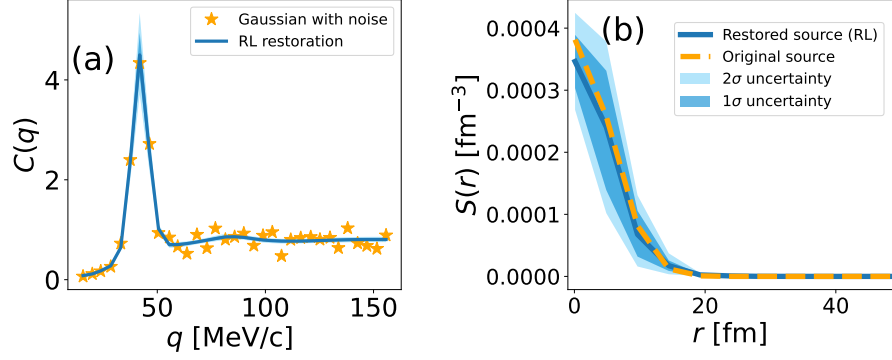 (a)
Gaussian with noise
RL restoration
C(q)
4
2
0
50
100
150
q [MeV/c]
(b)
Restored source (RL)
Original source
2σ uncertainty
1σ uncertainty
S(r) [fm⁻³]
0.0004
0.0003
0.0002
0.0001
0.0000
0
20
40
r [fm]